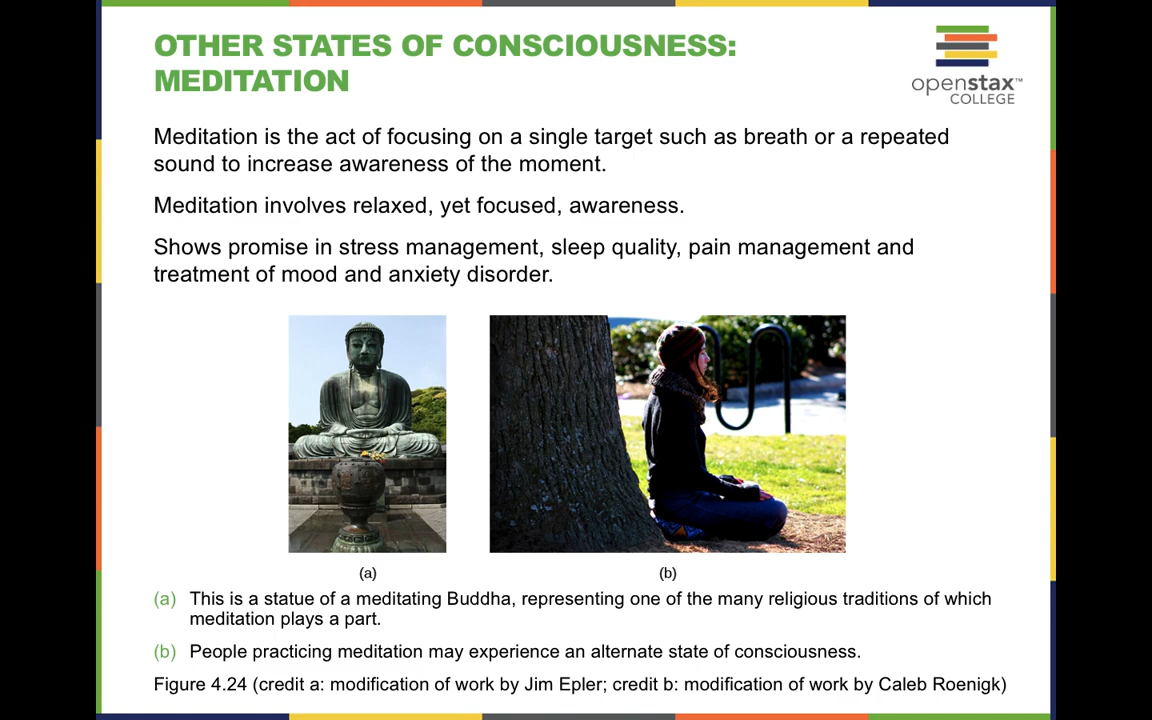 OTHER STATES OF CONSCIOUSNESS:
MEDITATION
openstax™
COLLEGE
Meditation is the act of focusing on a single target such as breath or a repeated
sound to increase awareness of the moment.
Meditation involves relaxed, yet focused, awareness.
Shows promise in stress management, sleep quality, pain management and
treatment of mood and anxiety disorder.
(a)
(b)
(a) This is a statue of a meditating Buddha, representing one of the many religious traditions of which
meditation plays a part.
(b) People practicing meditation may experience an alternate state of consciousness.
Figure 4.24 (credit a: modification of work by Jim Epler; credit b: modification of work by Caleb Roenigk)